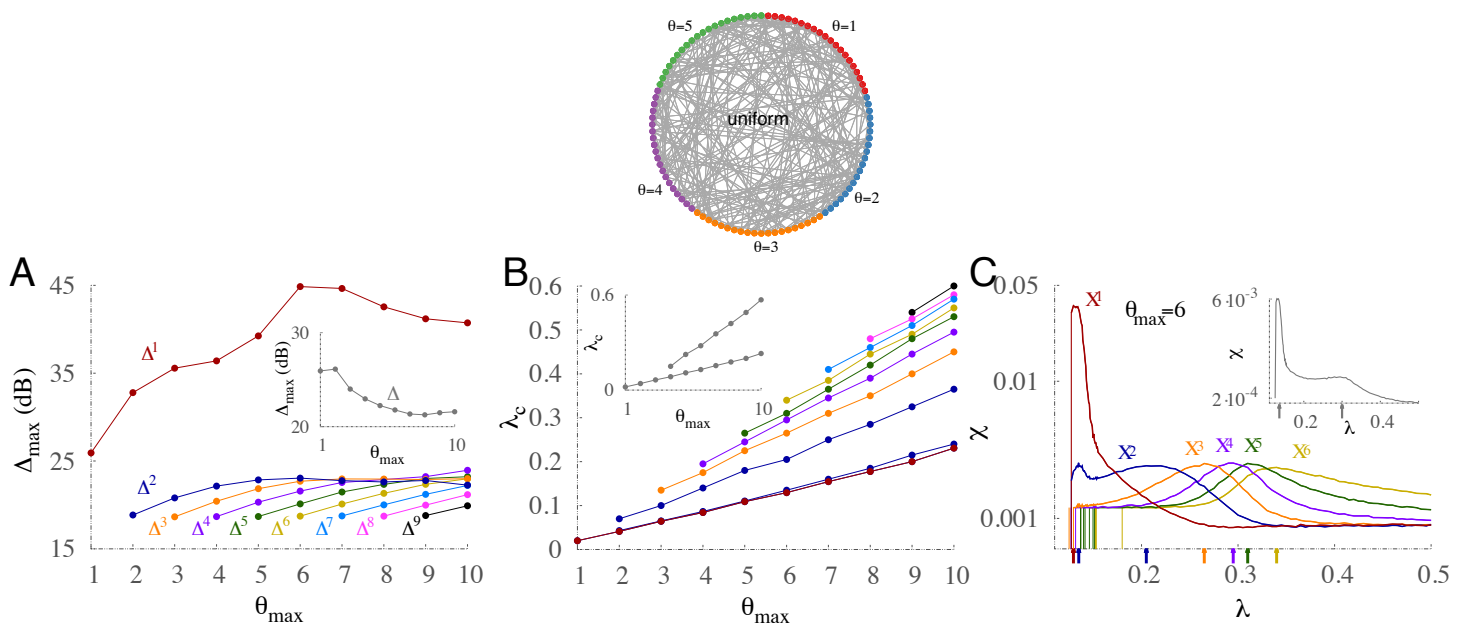 θ=5
θ=1
uniform
θ=4
θ=2
θ=3
A
Δmax (dB)
45
35
25
15
Δ1
Δ2
Δ3
Δ4
Δ5
Δ6
Δ7
Δ8
Δ9
1 2 3 4 5 6 7 8 9 10
θmax
Δmax (dB)
30
20
Δ
1 10
θmax
B
λc
0.6
0.5
0.4
0.3
0.2
0.1
0
1 2 3 4 5 6 7 8 9 10
θmax
λc
0.6
0
1 10
θmax
C
χ
0.05
0.01
0.001
X1
θmax=6
X2
X3
X4
X5
X6
0.2 0.3 0.4 0.5
λ
χ
6·10-3
2·10-4
0.2 0.4
λ